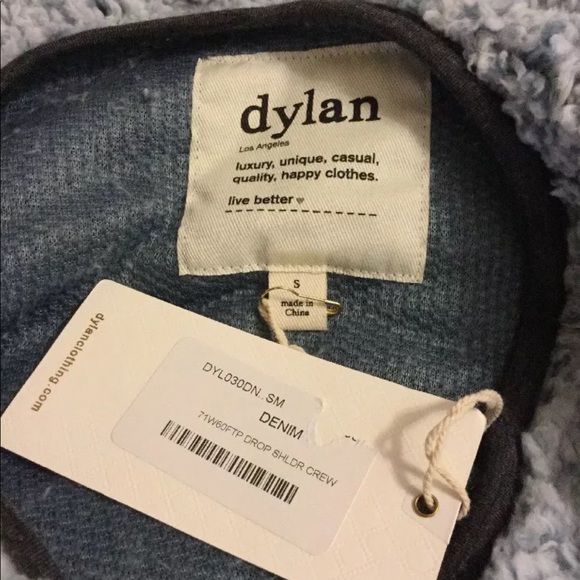 dylan
Los Angeles
luxury, unique, casual,
quality, happy clothes.
live better
S
made in
China
dylanclothing.com
DYL030DN..SM
DENIM
71W60FTP DROP SHLDR CREW